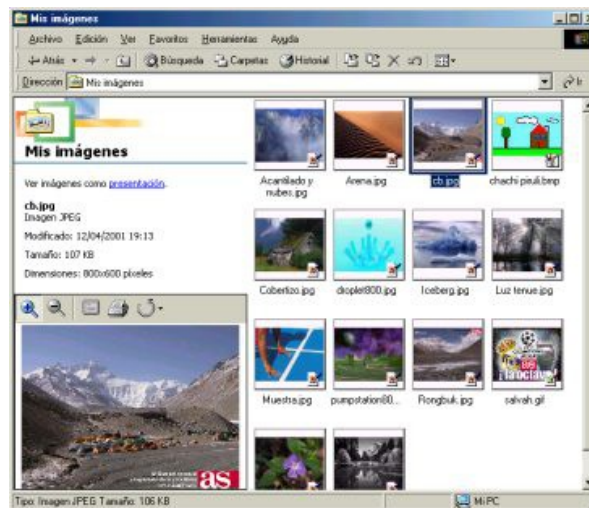 Mis imágenes
Archivo Edición Ver Favoritos Herramientas Ayuda
Atrás Búsqueda Carpetas Historial
Dirección Mis imágenes Ir
Mis imágenes
Ver imágenes como presentación.
cb.jpg
Imagen JPEG
Modificado: 12/04/2001 19:13
Tamaño: 107 KB
Dimensiones: 800x600 píxeles
Acantilado y nubes.jpg
Arena.jpg
cb.jpg
chachi piruli.bmp
Cobertizo.jpg
droplet800.jpg
Iceberg.jpg
Luz tenue.jpg
Muestra.jpg
pumpstation80...
Rongbuk.jpg
salvah.gif
as
Tipo: Imagen JPEG Tamaño: 106 KB
Mi PC